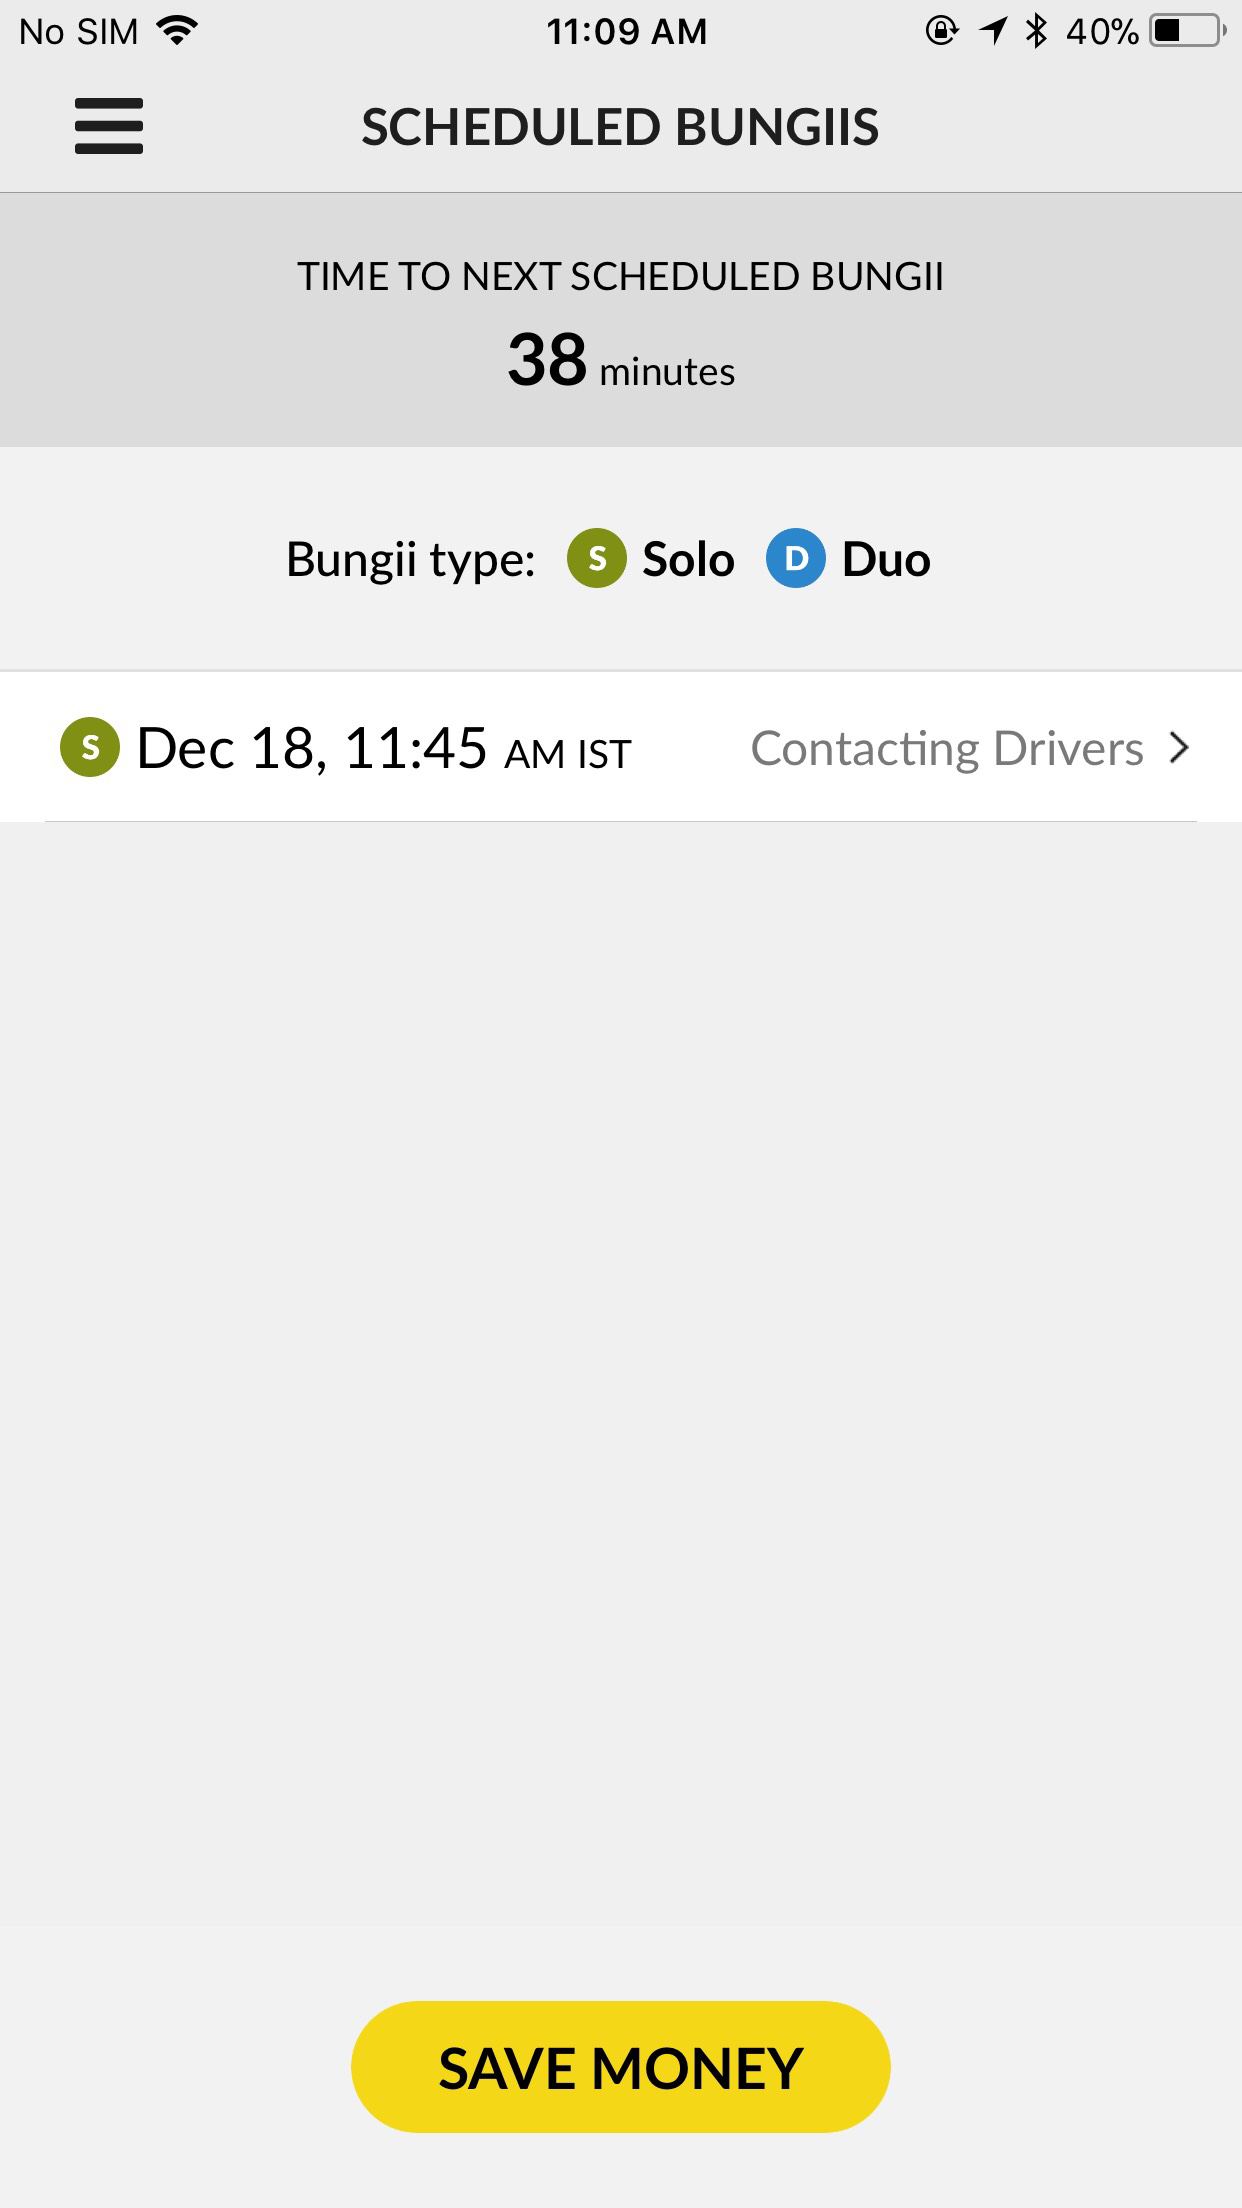 No SIM 11:09 AM 40%
SCHEDULED BUNGIIS
TIME TO NEXT SCHEDULED BUNGII
38 minutes
Bungii type: S Solo D Duo
S Dec 18, 11:45 AM IST Contacting Drivers
SAVE MONEY